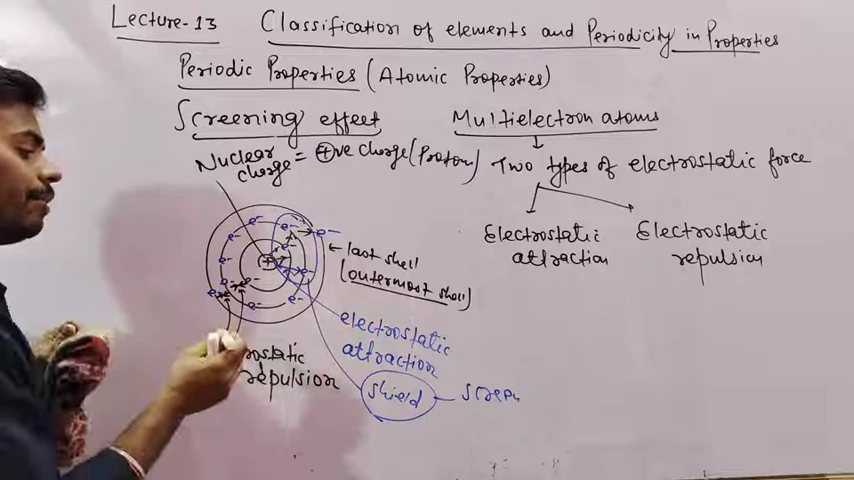 Lecture-13 Classification of elements and Periodicity in Properties
Periodic Properties (Atomic Properties)
Screening effect
Multielectron atoms
Nuclear charge = +ve charge (Proton)
Two types of electrostatic force
Electrostatic attraction
Electrostatic repulsion
e-
e-
e-
e-
e-
e-
e-
e-
e-
e-
e-
+
last shell
(outermost shell)
electrostatic
attraction
rostatic
repulsion
shield